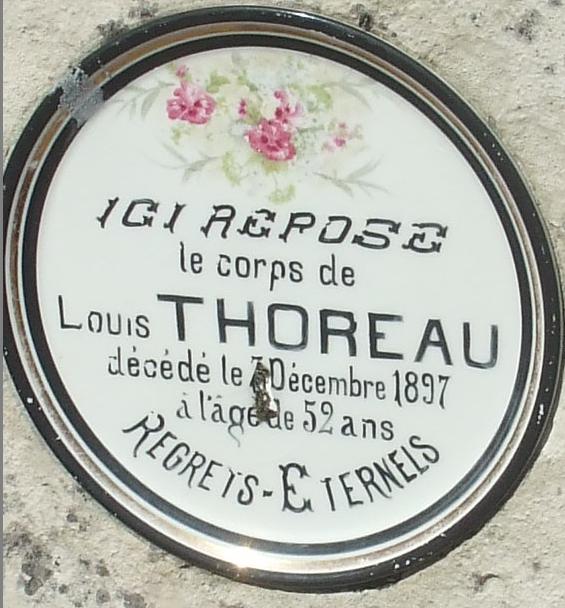 ICI REPOSE
le corps de
Louis THOREAU
décédé le Décembre 1897
à l'âge de 52 ans
REGRETS-ETERNELS